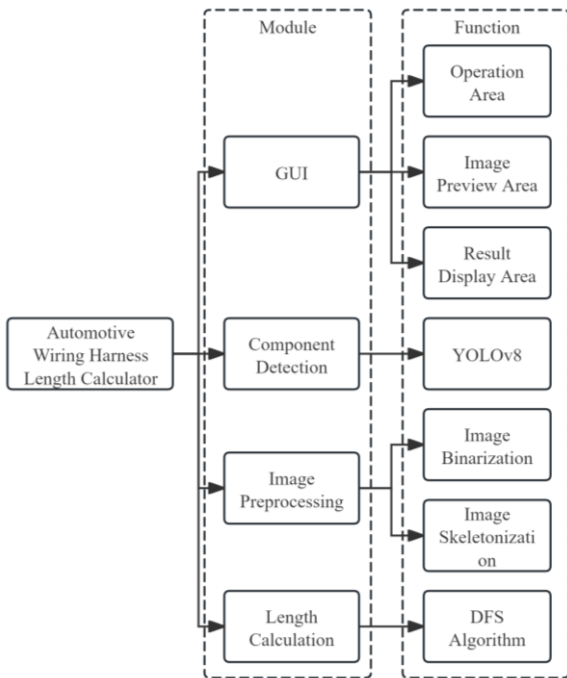 Module
Function
Operation
Area
GUI
Image
Preview Area
Result
Display Area
Automotive
Wiring Harness
Length Calculator
Component
Detection
YOLOv8
Image
Preprocessing
Image
Binarization
Image
Skeletonizati
on
Length
Calculation
DFS
Algorithm